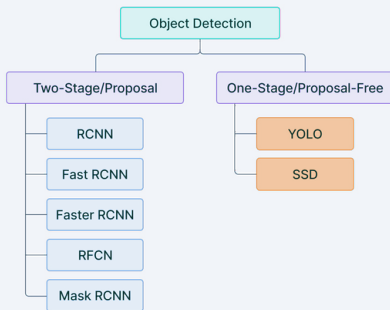 Object Detection
Two-Stage/Proposal
One-Stage/Proposal-Free
RCNN
YOLO
Fast RCNN
SSD
Faster RCNN
RFCN
Mask RCNN